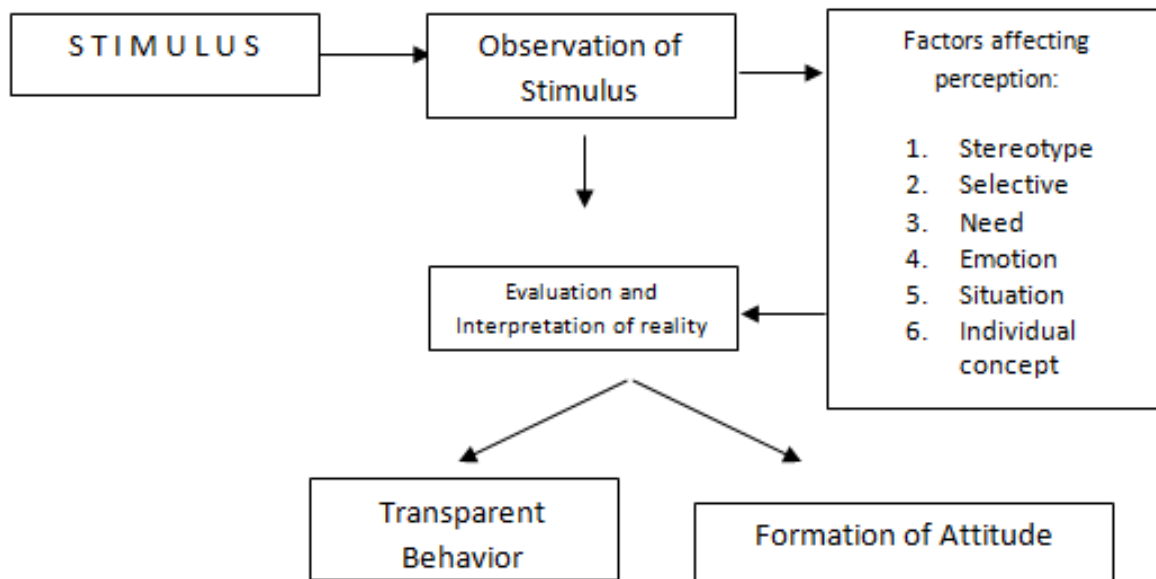 S T I M U L U S
Observation of
Stimulus
Factors affecting
perception:
1. Stereotype
2. Selective
3. Need
4. Emotion
5. Situation
6. Individual
concept
Evaluation and
Interpretation of reality
Transparent
Behavior
Formation of Attitude